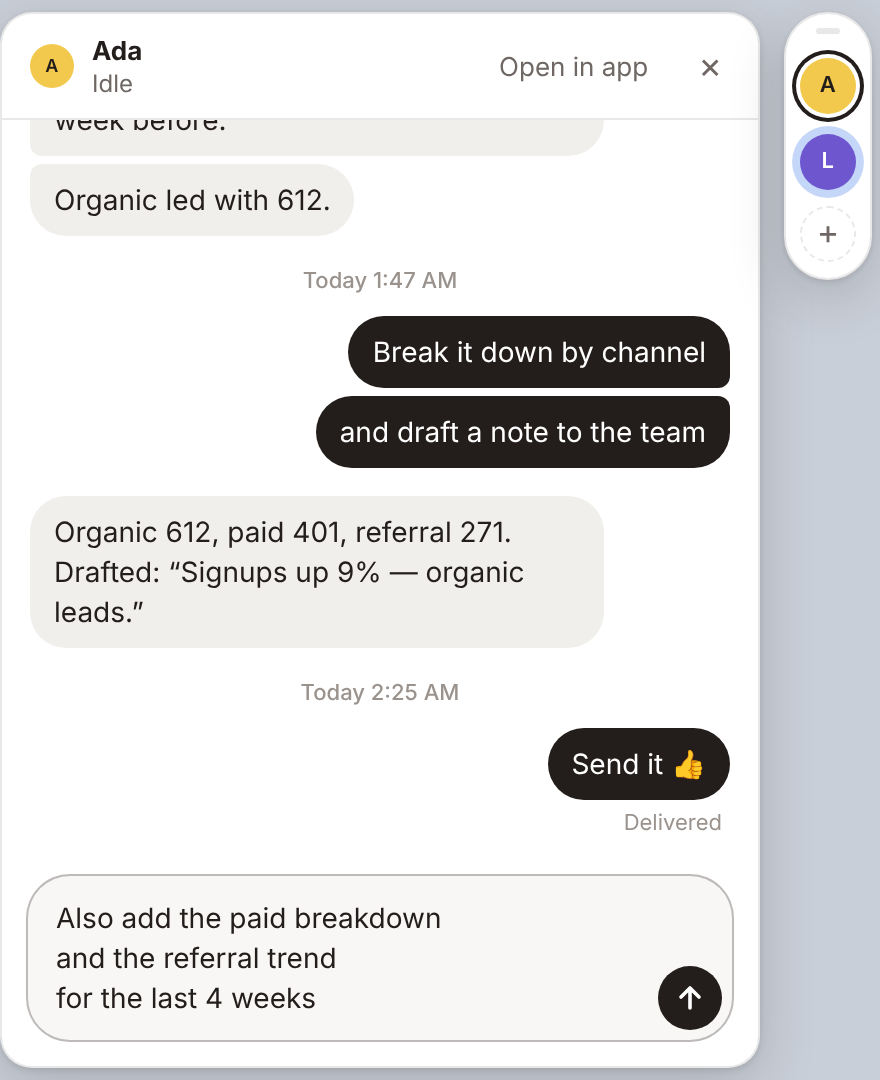 A
Ada
Idle
Open in app
week before.
Organic led with 612.
Today 1:47 AM
Break it down by channel
and draft a note to the team
Organic 612, paid 401, referral 271.
Drafted: “Signups up 9% — organic
leads.”
Today 2:25 AM
Send it 👍
Delivered
Also add the paid breakdown
and the referral trend
for the last 4 weeks
A
L